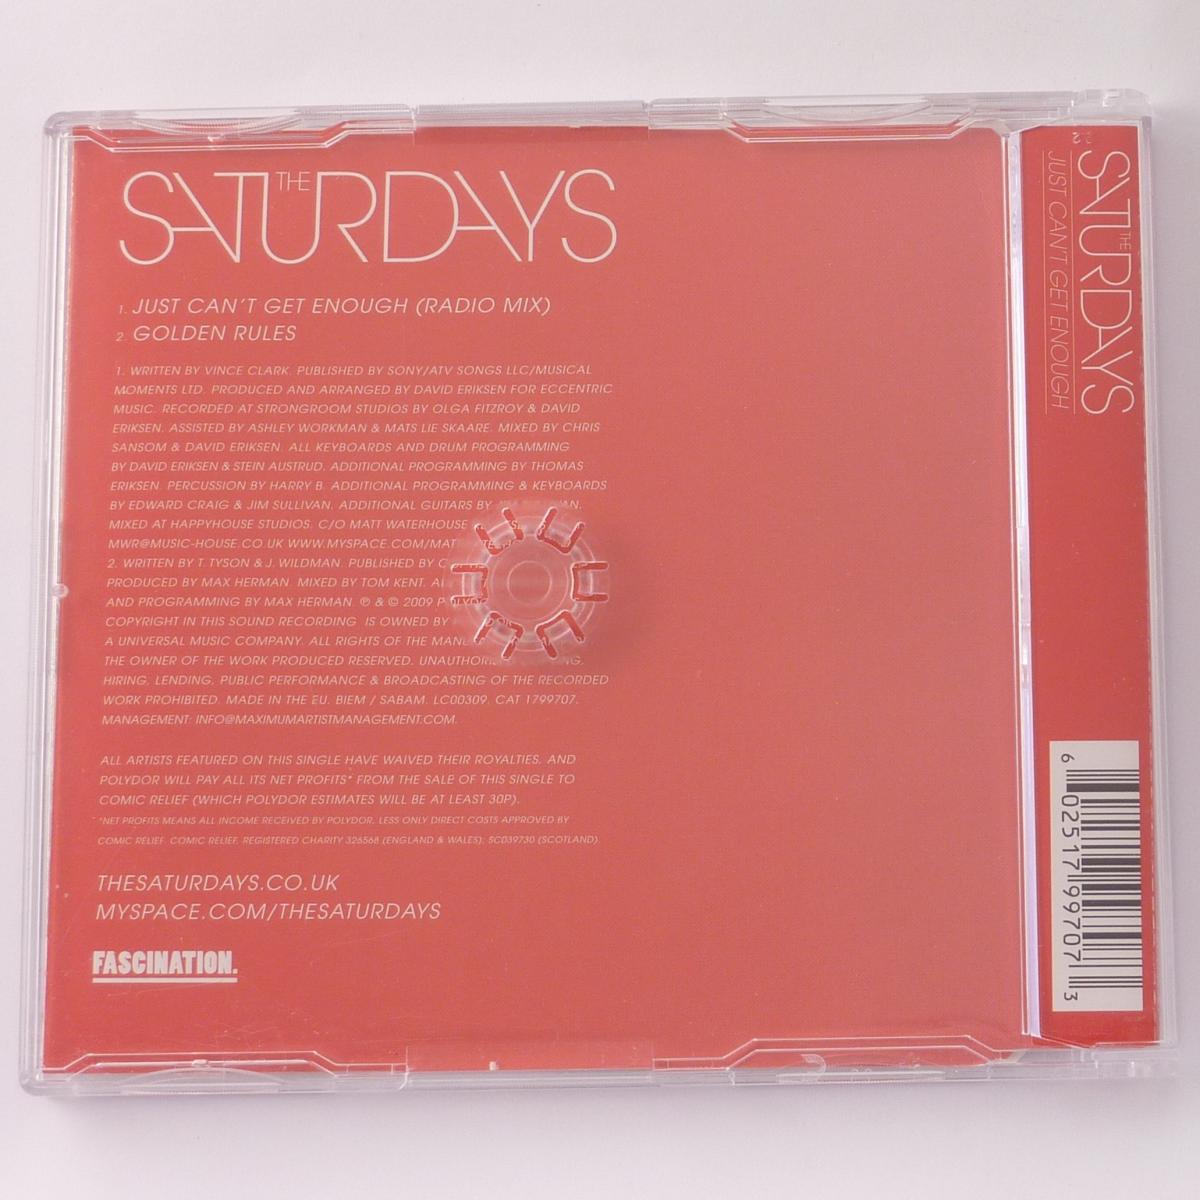 THE
SATURDAYS
1. JUST CAN'T GET ENOUGH (RADIO MIX)
2. GOLDEN RULES
1. WRITTEN BY VINCE CLARK. PUBLISHED BY SONY/ATV SONGS LLC/MUSICAL
MOMENTS LTD. PRODUCED AND ARRANGED BY DAVID ERIKSEN FOR ECCENTRIC
MUSIC. RECORDED AT STRONGROOM STUDIOS BY OLGA FITZROY & DAVID
ERIKSEN. ASSISTED BY ASHLEY WORKMAN & MATS LIE SKAARE. MIXED BY CHRIS
SANSOM & DAVID ERIKSEN. ALL KEYBOARDS AND DRUM PROGRAMMING
BY DAVID ERIKSEN & STEIN AUSTRUD. ADDITIONAL PROGRAMMING BY THOMAS
ERIKSEN. PERCUSSION BY HARRY B. ADDITIONAL PROGRAMMING & KEYBOARDS
BY EDWARD CRAIG & JIM SULLIVAN. ADDITIONAL GUITARS BY
MIXED AT HAPPYHOUSE STUDIOS. C/O MATT WATERHOUSE
MWR@MUSIC-HOUSE.CO.UK
2. WRITTEN BY T. TYSON & J. WILDMAN. PUBLISHED BY
PRODUCED BY MAX HERMAN. MIXED BY TOM KENT.
AND PROGRAMMING BY MAX HERMAN. ℗ & © 2009
COPYRIGHT IN THIS SOUND RECORDING IS OWNED BY
A UNIVERSAL MUSIC COMPANY. ALL RIGHTS OF THE
THE OWNER OF THE WORK PRODUCED RESERVED.
HIRING, LENDING, PUBLIC PERFORMANCE & BROADCASTING OF THE RECORDED
WORK PROHIBITED. MADE IN THE EU. BIEM / SABAM. LC00309. CAT 1799707.
MANAGEMENT: INFO@MAXIMUMARTISTMANAGEMENT.COM.
ALL ARTISTS FEATURED ON THIS SINGLE HAVE WAIVED THEIR ROYALTIES, AND
POLYDOR WILL PAY ALL ITS NET PROFITS* FROM THE SALE OF THIS SINGLE TO
COMIC RELIEF (WHICH POLYDOR ESTIMATES WILL BE AT LEAST 30P).
*NET PROFITS MEANS ALL INCOME RECEIVED BY POLYDOR, LESS ONLY DIRECT COSTS APPROVED BY
COMIC RELIEF. COMIC RELIEF, REGISTERED CHARITY 326568 (ENGLAND & WALES); SC039730 (SCOTLAND).
THESATURDAYS.CO.UK
MYSPACE.COM/THESATURDAYS
FASCINATION.
THE
SATURDAYS
JUST CAN'T GET ENOUGH
6 02517 99707 3